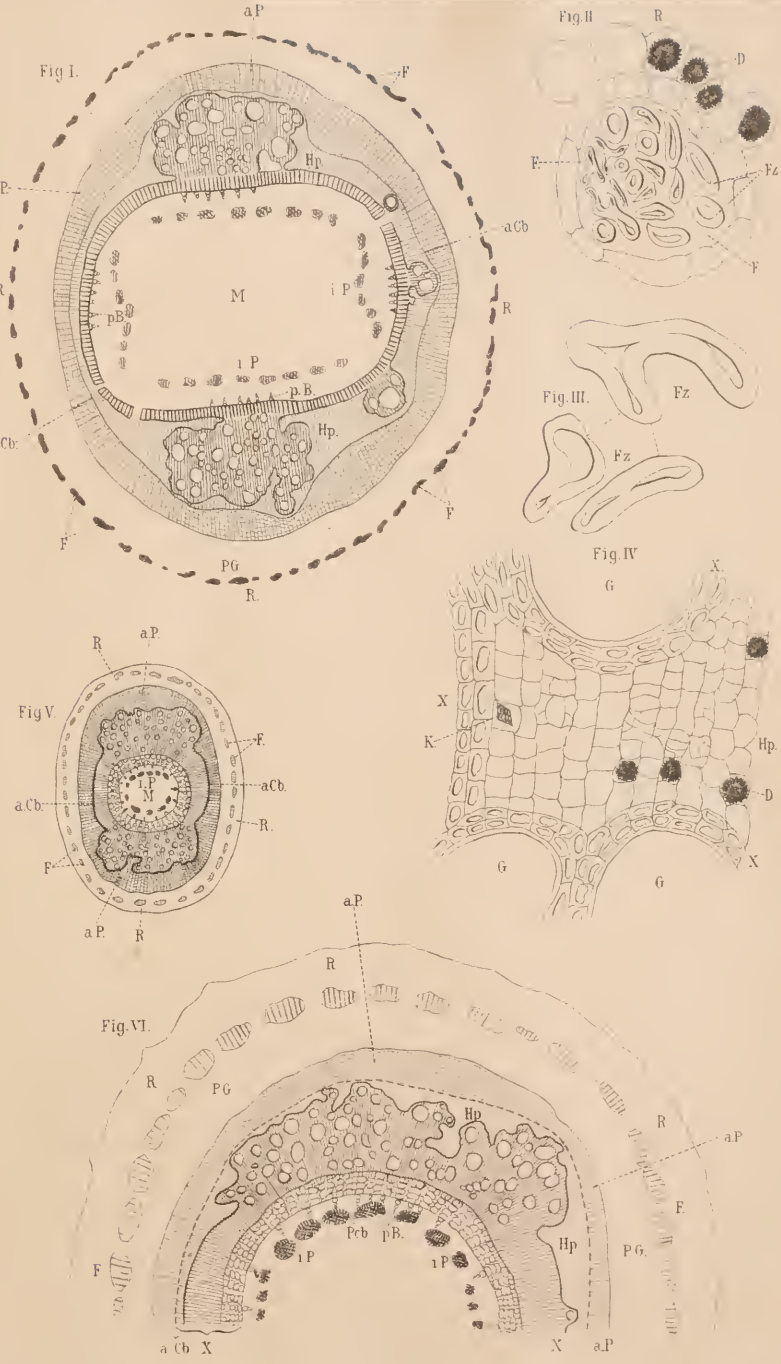 a.P
Fig I.
F
Hp.
P.
a Cb
R
M
i P
R
p.B.
i P
p.B.
Cb.
Hp.
F
F
PG
R.
Fig. II
R
D
F.
Fz
F
Fz
Fig. III.
Fz
Fig. IV
G
X.
X
K.
Hp.
D
G
G
X
a.P.
R
Fig V.
F.
i.P
M
a Cb.
a.Cb.
R.
F
a P.
R
a.P.
R
Fig. VI.
R
PG
Hp
R
a.P
F.
Pcb
p B.
i P
i P
Hp
PG.
F
a Cb
X
X
a.P